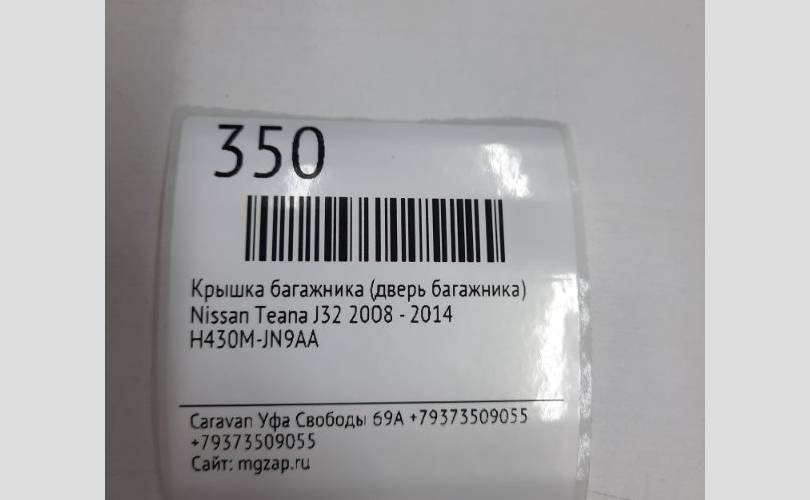 350
Крышка багажника (дверь багажника)
Nissan Teana J32 2008 - 2014
H430M-JN9AA
Caravan Уфа Свободы 69А +79373509055
+79373509055
Сайт: mgzap.ru